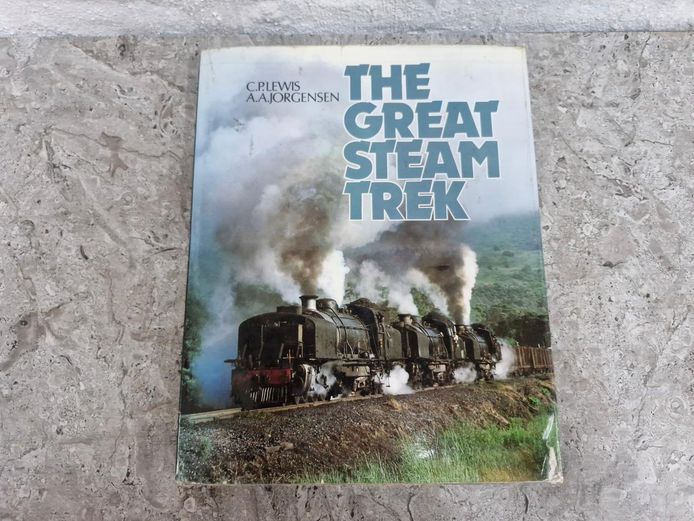 C.P.LEWIS
A.A.JORGENSEN
THE
GREAT
STEAM
TREK